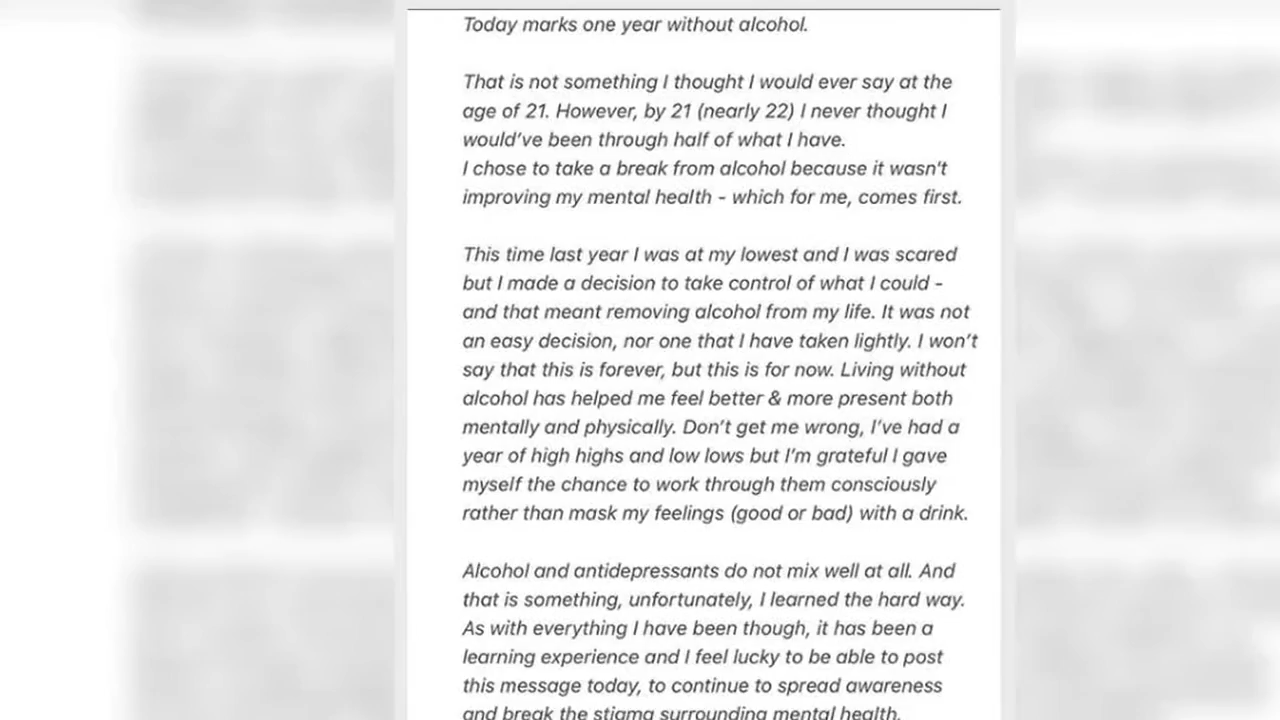 Today marks one year without alcohol.
That is not something I thought I would ever say at the
age of 21. However, by 21 (nearly 22) I never thought I
would've been through half of what I have.
I chose to take a break from alcohol because it wasn't
improving my mental health - which for me, comes first.
This time last year I was at my lowest and I was scared
but I made a decision to take control of what I could -
and that meant removing alcohol from my life. It was not
an easy decision, nor one that I have taken lightly. I won't
say that this is forever, but this is for now. Living without
alcohol has helped me feel better & more present both
mentally and physically. Don't get me wrong, I've had a
year of high highs and low lows but I'm grateful I gave
myself the chance to work through them consciously
rather than mask my feelings (good or bad) with a drink.
Alcohol and antidepressants do not mix well at all. And
that is something, unfortunately, I learned the hard way.
As with everything I have been though, it has been a
learning experience and I feel lucky to be able to post
this message today, to continue to spread awareness
and break the stigma surrounding mental health.